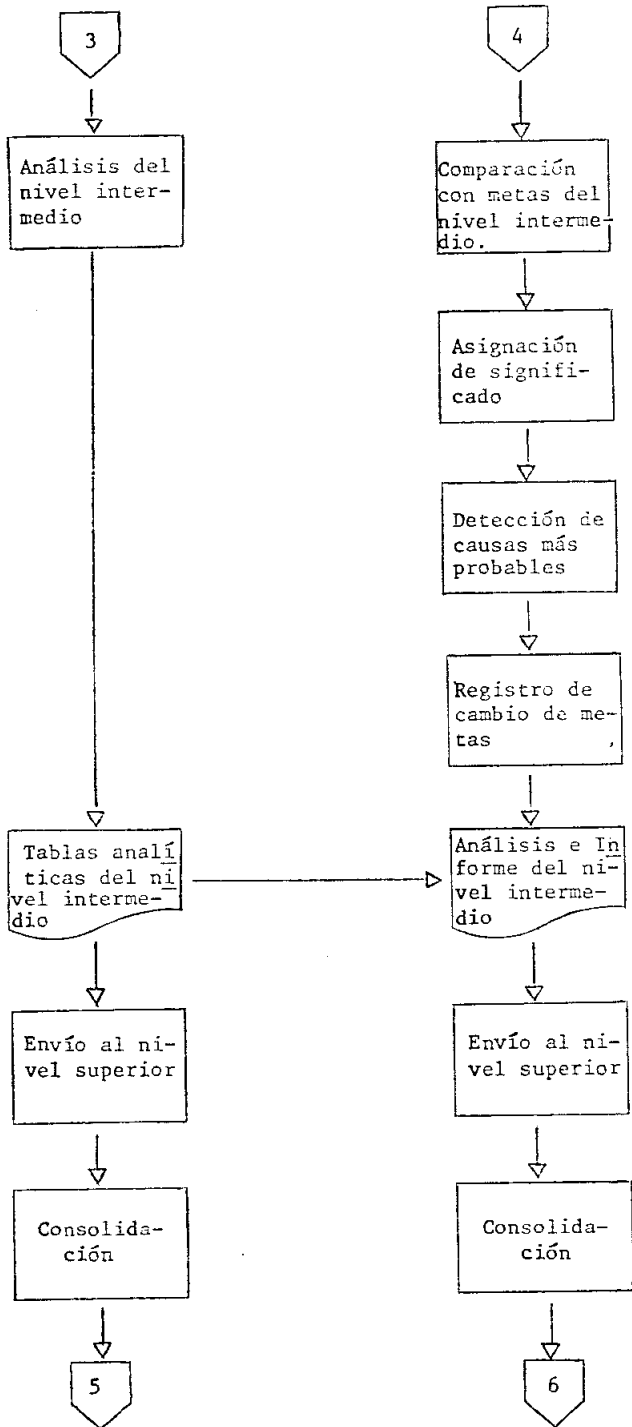 3
Análisis del
nivel inter-
medio
Tablas analí
ticas del ni
vel interme-
dio
Envío al ni-
vel superior
Consolida-
ción
5
4
Comparación
con metas del
nivel interme-
dio.
Asignación
de signifi-
cado
Detección de
causas más
probables
Registro de
cambio de me-
tas ,
Análisis e In
forme del ni-
vel interme-
dio
Envío al ni-
vel superior
Consolida-
ción
6